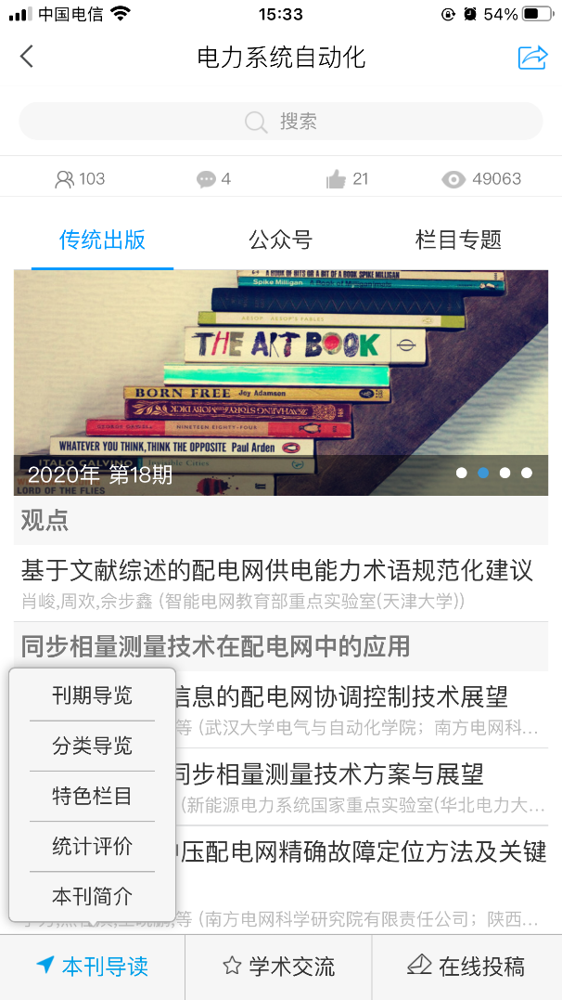 中国电信
15:33
54%
电力系统自动化
搜索
103
4
21
49063
传统出版
公众号
栏目专题
A BOOK OF BITS OR A BIT OF A BOOK SPIKE MILLIGAN
Spike Milligan
A Book of Milliganimals
AESOP · AESOP'S FABLES
THE ART BOOK
BORN FREE Joy Adamson
GEORGE ORWELL NINETEEN EIGHTY-FOUR
WHATEVER YOU THINK, THINK THE OPPOSITE Paul Arden
ITALO CALVINO Invisible Cities
LORD OF THE FLIES
2020年 第18期
观点
基于文献综述的配电网供电能力术语规范化建议
肖峻,周欢,佘步鑫 (智能电网教育部重点实验室(天津大学))
同步相量测量技术在配电网中的应用
信息的配电网协调控制技术展望
等 (武汉大学电气与自动化学院；南方电网科...
同步相量测量技术方案与展望
(新能源电力系统国家重点实验室(华北电力大...
中压配电网精确故障定位方法及关键
等 (南方电网科学研究院有限责任公司；陕西...
刊期导览
分类导览
特色栏目
统计评价
本刊简介
本刊导读
学术交流
在线投稿